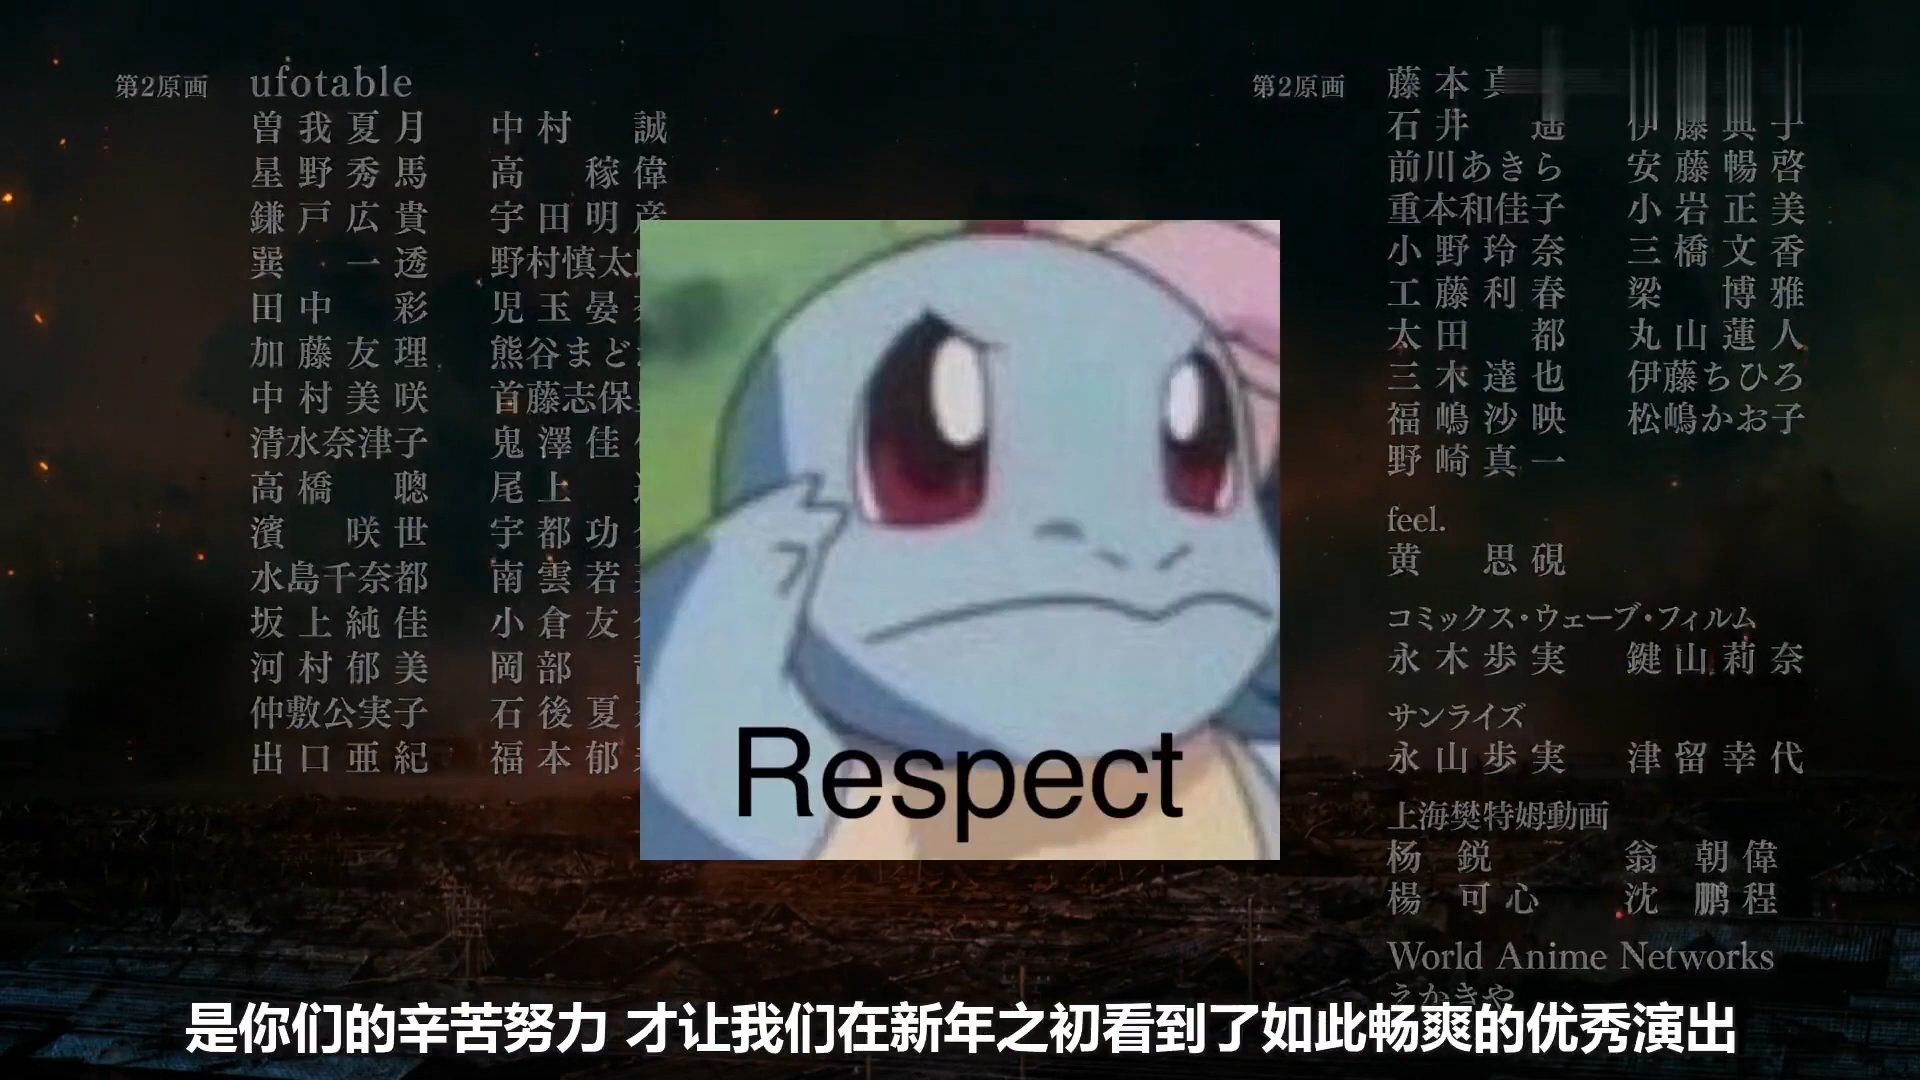 第2原画 ufotable
曽我夏月 中村 誠
星野秀馬 高 稼偉
鎌戸広貴 宇田明彦
巽 一透 野村慎太
田中 彩 児玉晏
加藤友理 熊谷まど
中村美咲 首藤志保
清水奈津子 鬼澤佳
高橋 聰 尾上
濱 咲世 宇都功
水島千奈都 南雲若
坂上純佳 小倉友
河村郁美 岡部
仲敷公実子 石後夏
出口亜紀 福本郁
第2原画 藤本真
石井 遥 伊藤典子
前川あきら 安藤暢啓
重本和佳子 小岩正美
小野玲奈 三橋文香
工藤利春 梁 博雅
太田 都 丸山蓮人
三木達也 伊藤ちひろ
福嶋沙映 松嶋かお子
野崎真一
feel.
黄 思硯
コミックス・ウェーブ・フィルム
永木歩実 鍵山莉奈
サンライズ
永山歩実 津留幸代
上海樊特姆動画
杨 鋭 翁 朝偉
楊 可心 沈 鹏程
World Anime Networks
えかきや
Respect
是你们的辛苦努力 才让我们在新年之初看到了如此畅爽的优秀演出